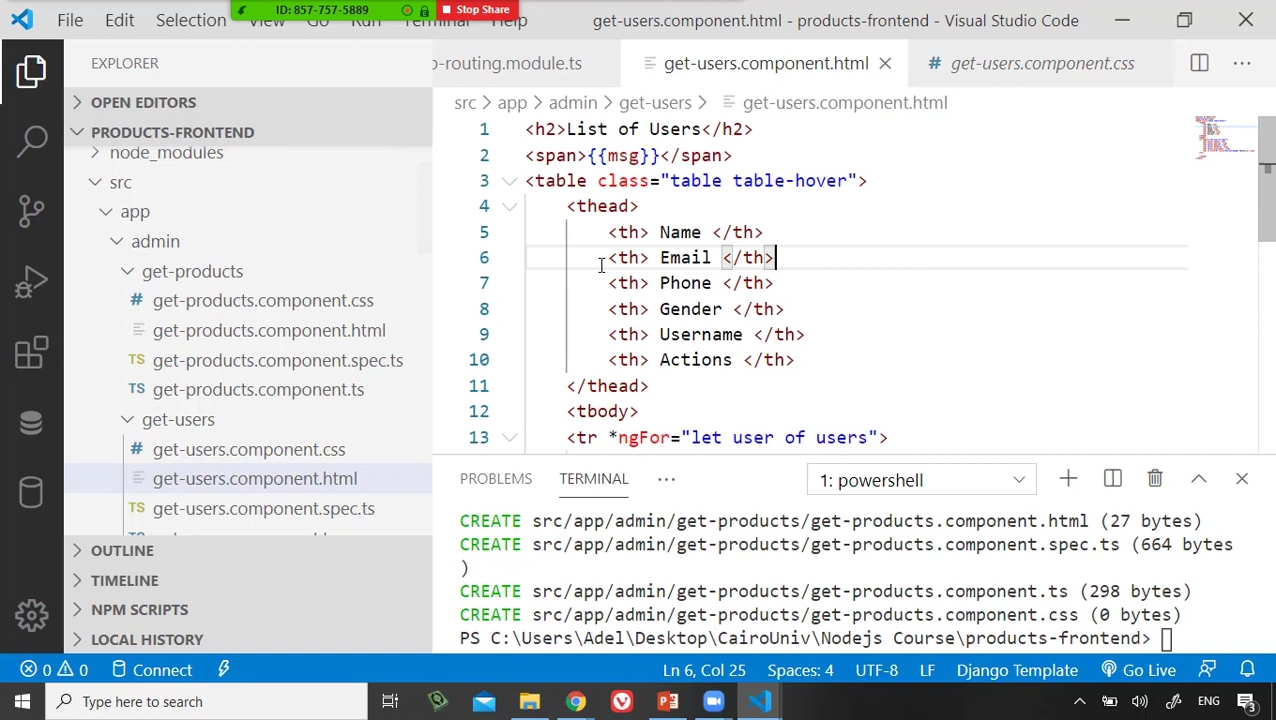 ID: 857-757-5889
Stop Share
File Edit Selection View Go Run Terminal Help
get-users.component.html - products-frontend - Visual Studio Code
EXPLORER
OPEN EDITORS
PRODUCTS-FRONTEND
node_modules
src
app
admin
get-products
get-products.component.css
get-products.component.html
TS get-products.component.spec.ts
TS get-products.component.ts
get-users
get-users.component.css
get-users.component.html
TS get-users.component.spec.ts
OUTLINE
TIMELINE
NPM SCRIPTS
LOCAL HISTORY
p-routing.module.ts
get-users.component.html
# get-users.component.css
src > app > admin > get-users > get-users.component.html
1 <h2>List of Users</h2>
2 <span>{{msg}}</span>
3 <table class="table table-hover">
4 <thead>
5 <th> Name </th>
6 <th> Email </th>
7 <th> Phone </th>
8 <th> Gender </th>
9 <th> Username </th>
10 <th> Actions </th>
11 </thead>
12 <tbody>
13 <tr *ngFor="let user of users">
PROBLEMS TERMINAL ... 1: powershell
CREATE src/app/admin/get-products/get-products.component.html (27 bytes)
CREATE src/app/admin/get-products/get-products.component.spec.ts (664 bytes
)
CREATE src/app/admin/get-products/get-products.component.ts (298 bytes)
CREATE src/app/admin/get-products/get-products.component.css (0 bytes)
PS C:\Users\Adel\Desktop\CairoUniv\Nodejs Course\products-frontend>
0 0 Connect
Ln 6, Col 25 Spaces: 4 UTF-8 LF Django Template Go Live
Type here to search
ENG
3